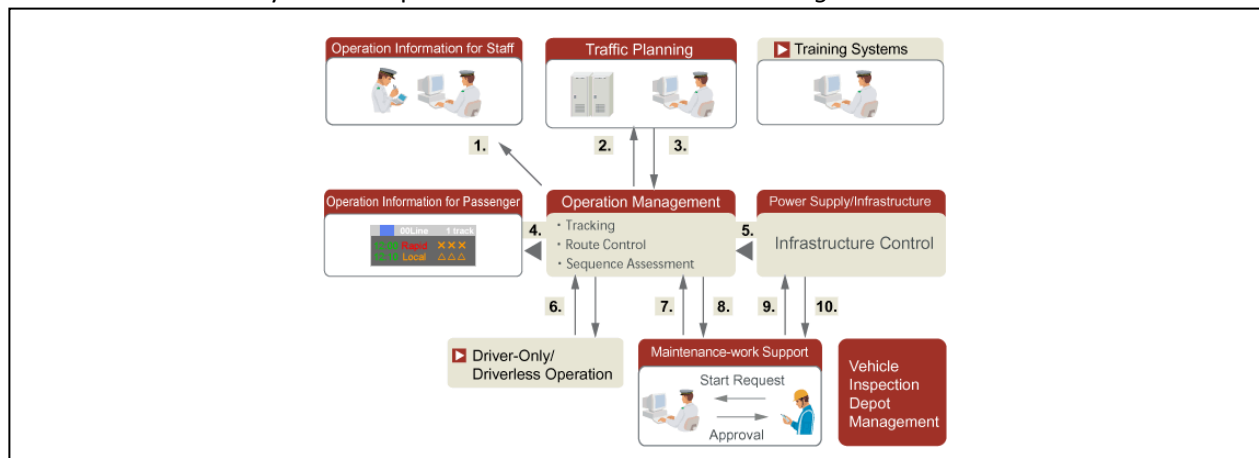 Operation Information for Staff
Traffic Planning
Training Systems
1.
2.
3.
Operation Information for Passenger
00Line 1 track
12:00 Rapid ✕✕✕
12:10 Local △△△
4.
Operation Management
・Tracking
・Route Control
・Sequence Assessment
5.
Power Supply/Infrastructure
Infrastructure Control
6.
7.
8.
9.
10.
Driver-Only/
Driverless Operation
Maintenance-work Support
Start Request
Approval
Vehicle
Inspection
Depot
Management